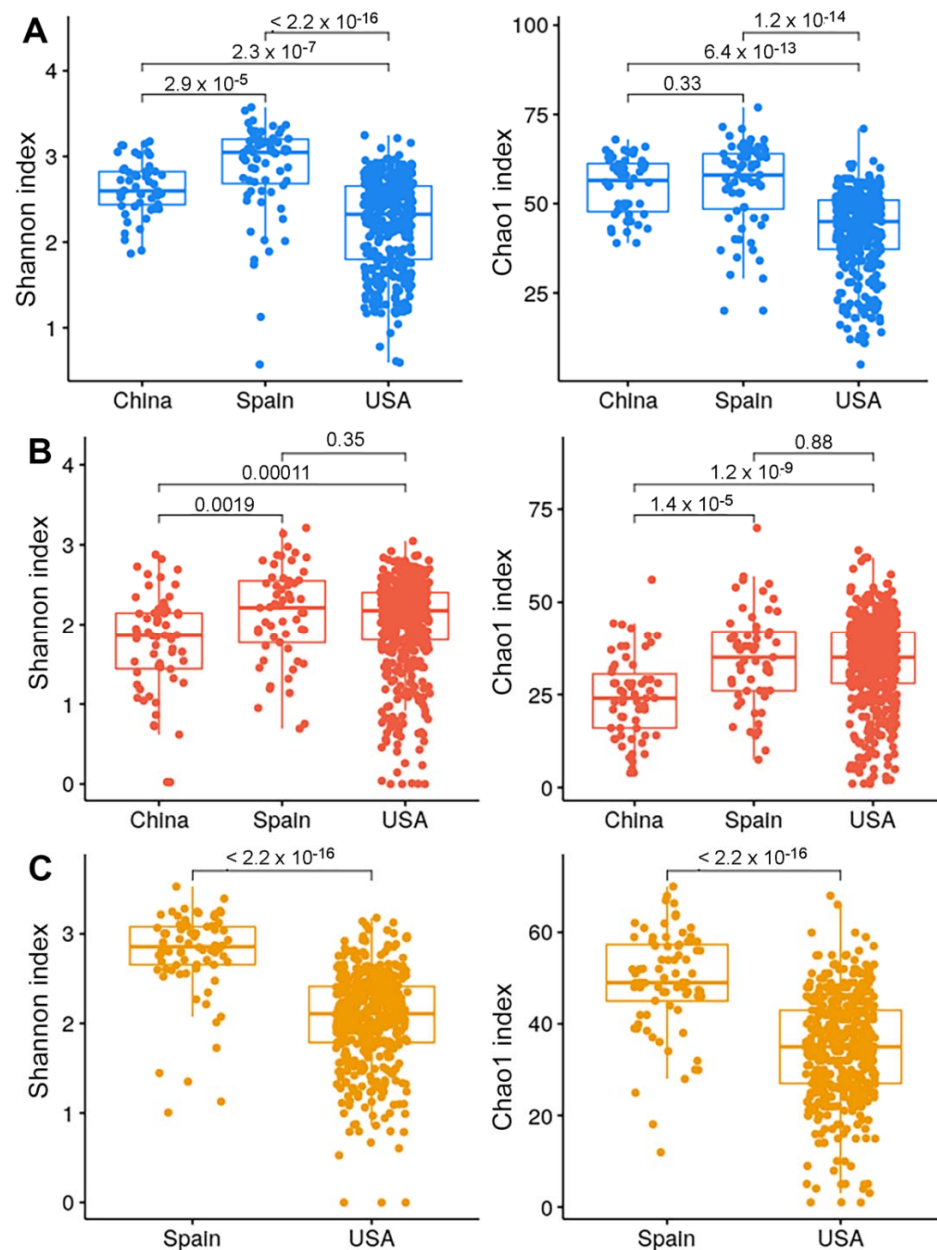 A
Shannon index
4
3
2
1
< 2.2 x 10-16
2.3 x 10-7
2.9 x 10-5
China Spain USA
Chao1 index
100
75
50
25
1.2 x 10-14
6.4 x 10-13
0.33
China Spain USA
B
Shannon index
4
3
2
1
0
0.35
0.00011
0.0019
China Spain USA
Chao1 index
75
50
25
0
0.88
1.2 x 10-9
1.4 x 10-5
China Spain USA
C
Shannon index
3
2
1
0
< 2.2 x 10-16
Spain USA
Chao1 index
60
40
20
0
< 2.2 x 10-16
Spain USA